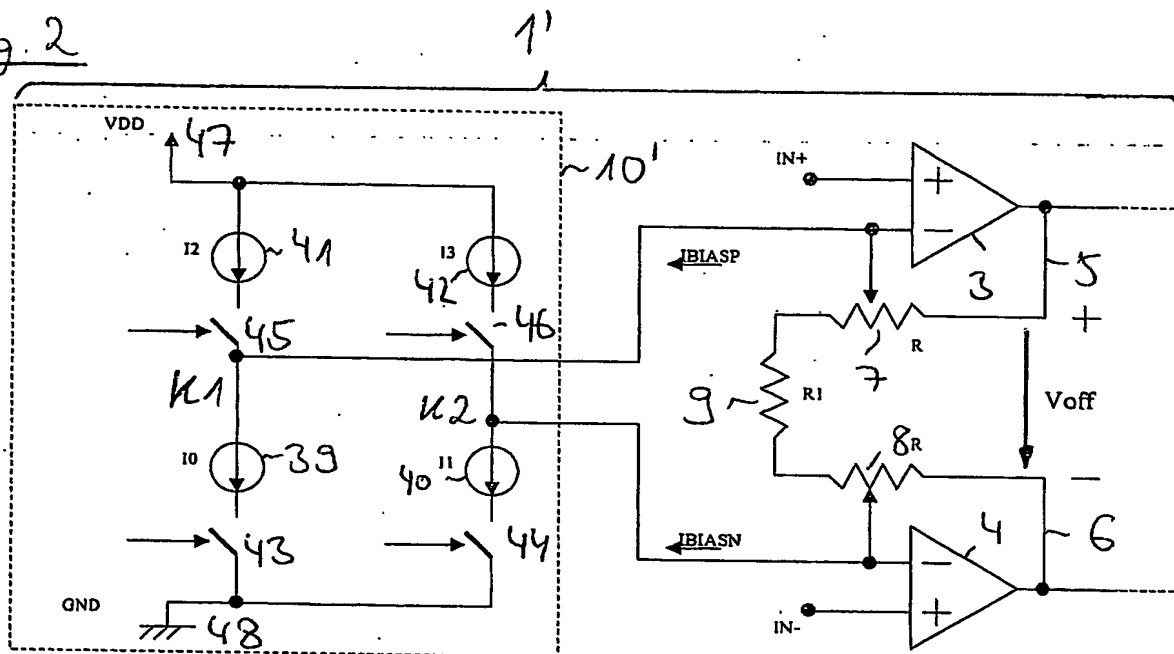 g. 2
1'
VDD
47
10'
IN+
+
−
3
5
I2
41
I3
42
IBIASP
45
46
R
7
+
K1
K2
9
R1
Voff
I0
39
40
I1
8
R
−
43
44
IBIASN
4
6
−
+
GND
48
IN-